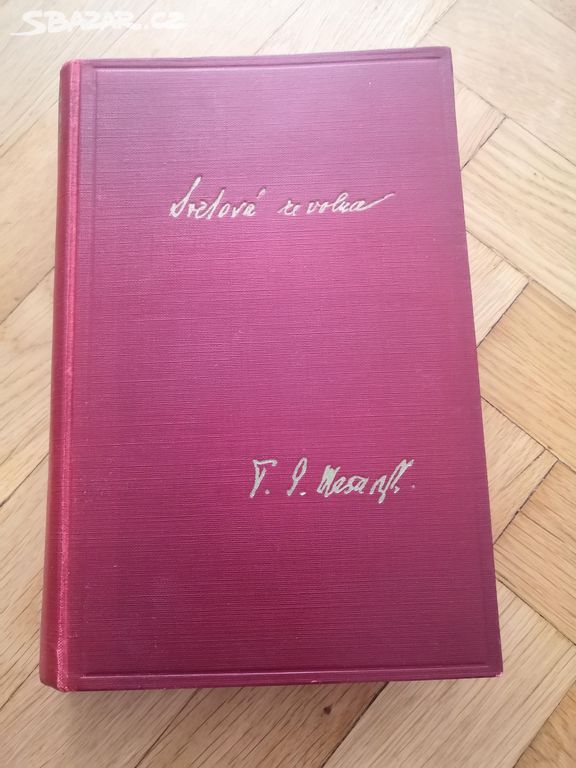 SBAZAR.CZ
Světová revoluce
T. G. Masaryk.